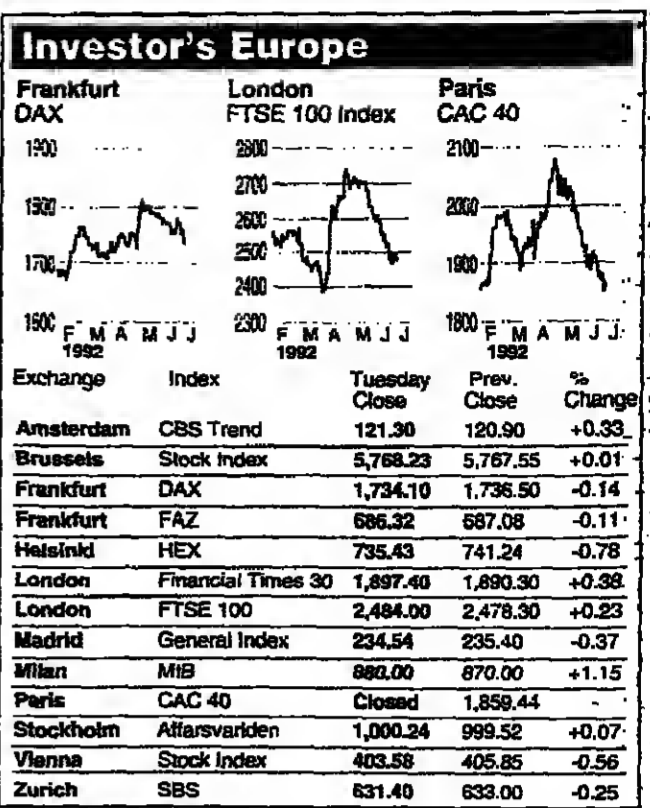 Investor's Europe
Frankfurt London Paris
DAX FTSE 100 Index CAC 40
2800 2100
2700
2600 2000
1700 2500 1900
2400
2300 1800
F M A M J J F M A M J J F M A M J J
1992 1992 1992
Exchange Index Tuesday Close Prev. Close % Change
Amsterdam CBS Trend 121.30 120.90 +0.33
Brussels Stock Index 5,768.23 5,767.55 +0.01
Frankfurt DAX 1,734.10 1,736.50 -0.14
Frankfurt FAZ 686.32 687.08 -0.11
Helsinki HEX 735.43 741.24 -0.78
London Financial Times 30 1,897.40 1,890.30 +0.38
London FTSE 100 2,484.00 2,478.30 +0.23
Madrid General Index 234.54 235.40 -0.37
Milan MIB 880.00 870.00 +1.15
Paris CAC 40 Closed 1,859.44 -
Stockholm Affarsvarlden 1,000.24 999.52 +0.07
Vienna Stock Index 403.58 405.85 -0.56
Zurich SBS 631.40 633.00 -0.25